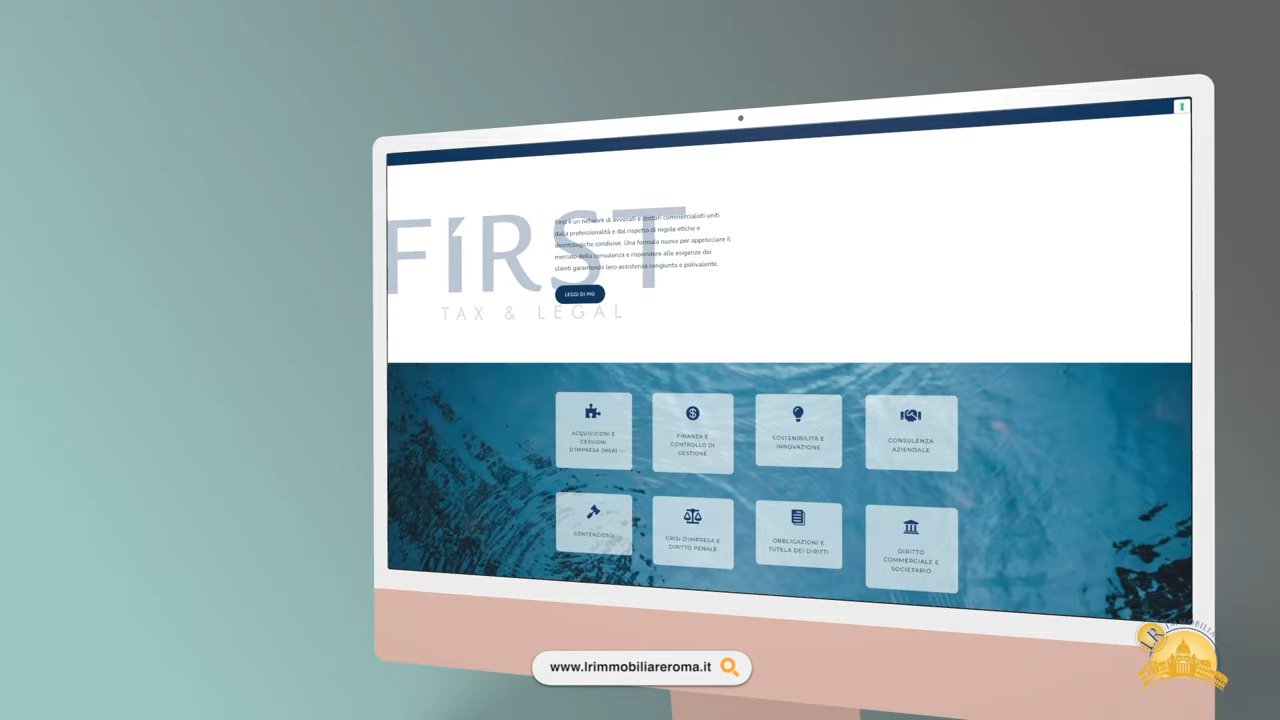 FIRST
TAX & LEGAL
First è un network di avvocati e dottori commercialisti uniti
dalla professionalità e dal rispetto di regole etiche e
deontologiche condivise. Una formula nuova per approcciare il
mercato della consulenza e rispondere alle esigenze dei
clienti garantendo loro assistenza congiunta e polivalente.
LEGGI DI PIÙ
ACQUISIZIONI E
CESSIONI
D'IMPRESA (M&A)
FINANZA E
CONTROLLO DI
GESTIONE
SOSTENIBILITÀ E
INNOVAZIONE
CONSULENZA
AZIENDALE
CONTENZIOSO
CRISI D'IMPRESA E
DIRITTO PENALE
OBBLIGAZIONI E
TUTELA DEI DIRITTI
DIRITTO
COMMERCIALE E
SOCIETARIO
www.lrimmobiliareroma.it
LR